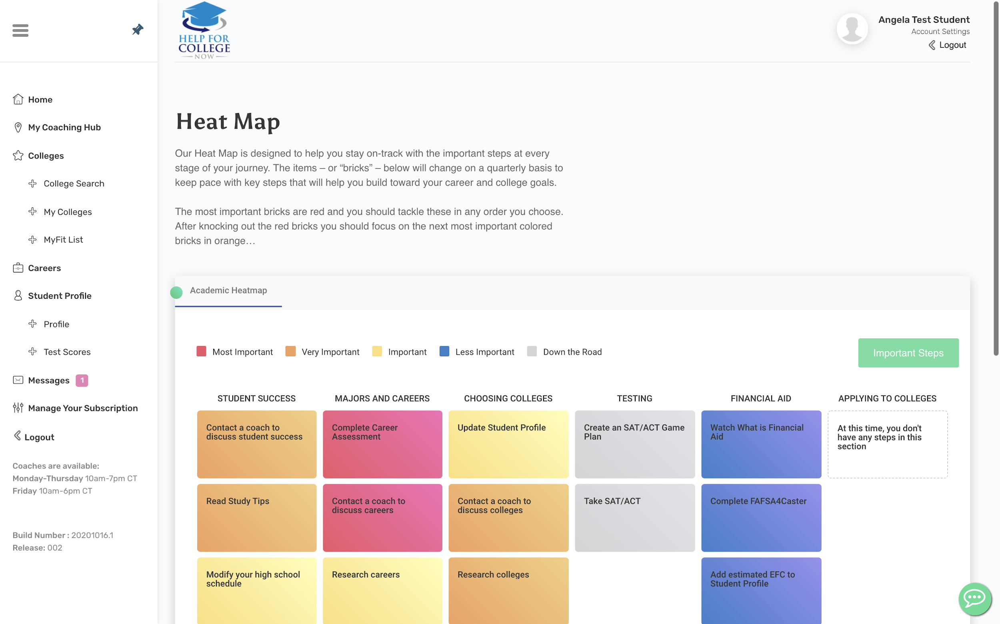 HELP FOR
COLLEGE
NOW
Angela Test Student
Account Settings
Logout
Home
My Coaching Hub
Colleges
College Search
My Colleges
MyFit List
Careers
Student Profile
Profile
Test Scores
Messages 1
Manage Your Subscription
Logout
Coaches are available:
Monday-Thursday 10am-7pm CT
Friday 10am-6pm CT
Build Number : 20201016.1
Release: 002
Heat Map
Our Heat Map is designed to help you stay on-track with the important steps at every
stage of your journey. The items – or “bricks” – below will change on a quarterly basis to
keep pace with key steps that will help you build toward your career and college goals.
The most important bricks are red and you should tackle these in any order you choose.
After knocking out the red bricks you should focus on the next most important colored
bricks in orange…
Academic Heatmap
Most Important Very Important Important Less Important Down the Road
Important Steps
STUDENT SUCCESS MAJORS AND CAREERS CHOOSING COLLEGES TESTING FINANCIAL AID APPLYING TO COLLEGES
Contact a coach to
discuss student success
Complete Career
Assessment
Update Student Profile
Create an SAT/ACT Game
Plan
Watch What is Financial
Aid
At this time, you don't
have any steps in this
section
Read Study Tips
Contact a coach to
discuss careers
Contact a coach to
discuss colleges
Take SAT/ACT
Complete FAFSA4Caster
Modify your high school
schedule
Research careers
Research colleges
Add estimated EFC to
Student Profile